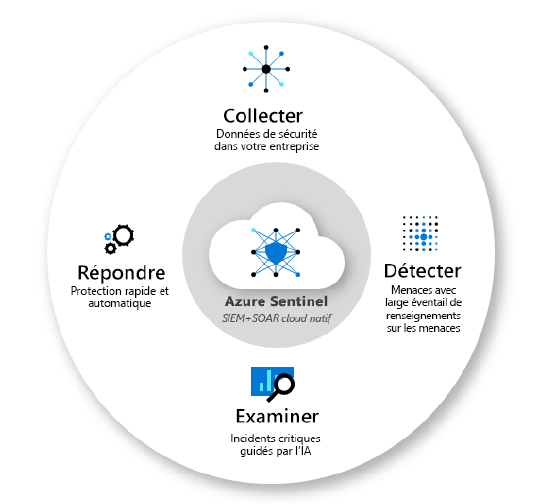 Collecter
Données de sécurité
dans votre entreprise
Répondre
Protection rapide et
automatique
Azure Sentinel
SIEM+SOAR cloud natif
Détecter
Menaces avec
large éventail de
renseignements
sur les menaces
Examiner
Incidents critiques
guidés par l'IA